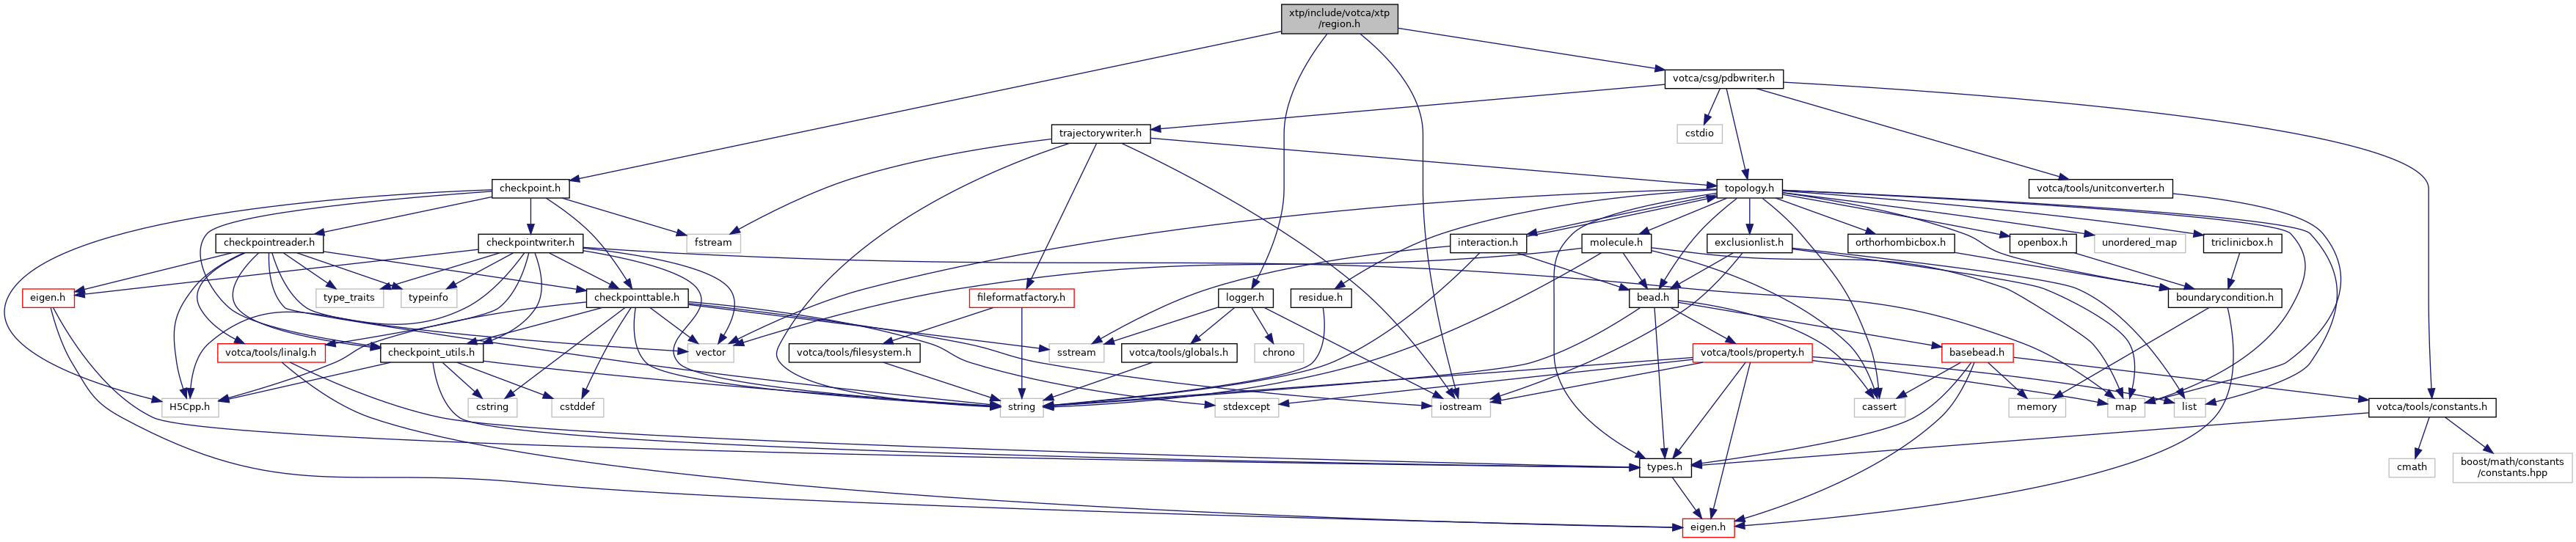 xtp/include/votca/xtp
/region.h
votca/csg/pdbwriter.h
trajectorywriter.h
cstdio
checkpoint.h
topology.h
votca/tools/unitconverter.h
checkpointreader.h
checkpointwriter.h
fstream
interaction.h
molecule.h
exclusionlist.h
orthorhombicbox.h
openbox.h
unordered_map
triclinicbox.h
eigen.h
type_traits
typeinfo
checkpointtable.h
fileformatfactory.h
logger.h
residue.h
bead.h
boundarycondition.h
votca/tools/linalg.h
checkpoint_utils.h
vector
votca/tools/filesystem.h
sstream
votca/tools/globals.h
chrono
votca/tools/property.h
basebead.h
H5Cpp.h
cstring
cstddef
string
stdexcept
iostream
cassert
memory
map
list
votca/tools/constants.h
types.h
cmath
boost/math/constants
/constants.hpp
eigen.h